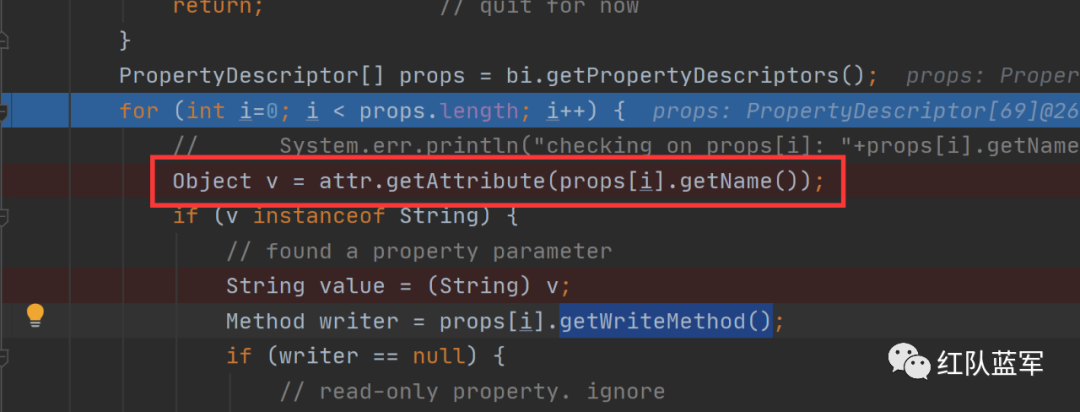 return;                // quit for now
}
PropertyDescriptor[] props = bi.getPropertyDescriptors();  props: Proper
for (int i=0; i < props.length; i++) {  props: PropertyDescriptor[69]@26
//      System.err.println("checking on props[i]: "+props[i].getName
Object v = attr.getAttribute(props[i].getName());
if (v instanceof String) {
// found a property parameter
String value = (String) v;
Method writer = props[i].getWriteMethod();
if (writer == null) {
// read-only property. ignore
红队蓝军